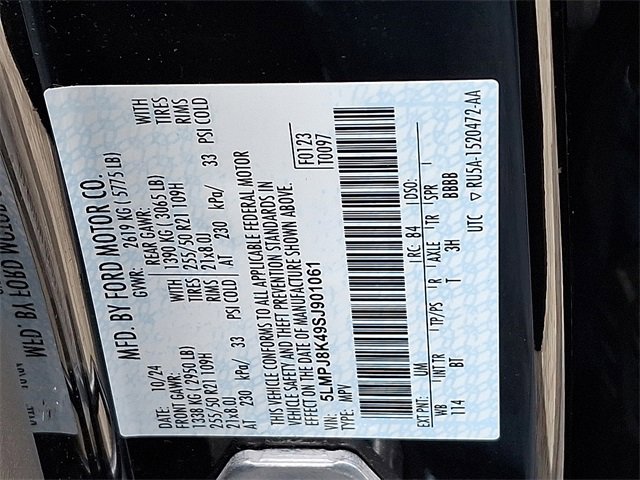 MFD. BY FORD MOTOR CO.
DATE: 10/24 GVWR: 2619 KG ( 5775 LB)
FRONT GAWR: REAR GAWR:
1338 KG ( 2950 LB) WITH 1390 KG ( 3065 LB) WITH
255/50 R21 109H TIRES 255/50 R21 109H TIRES
21x8.0J RIMS 21x8.0J RIMS
AT 230 kPa/ 33 PSI COLD AT 230 kPa/ 33 PSI COLD
THIS VEHICLE CONFORMS TO ALL APPLICABLE FEDERAL MOTOR
VEHICLE SAFETY AND THEFT PREVENTION STANDARDS IN
EFFECT ON THE DATE OF MANUFACTURE SHOWN ABOVE.
VIN: 5LMPJ8K49SJ901061 F0123
TYPE: MPV T0097
EXT PNT: UM RC: 84 DSO:
WB INT TR TP/PS R AXLE TR SPR
114 BT T 3H BBBB
UTC ▽ RU5A-1520472-AA